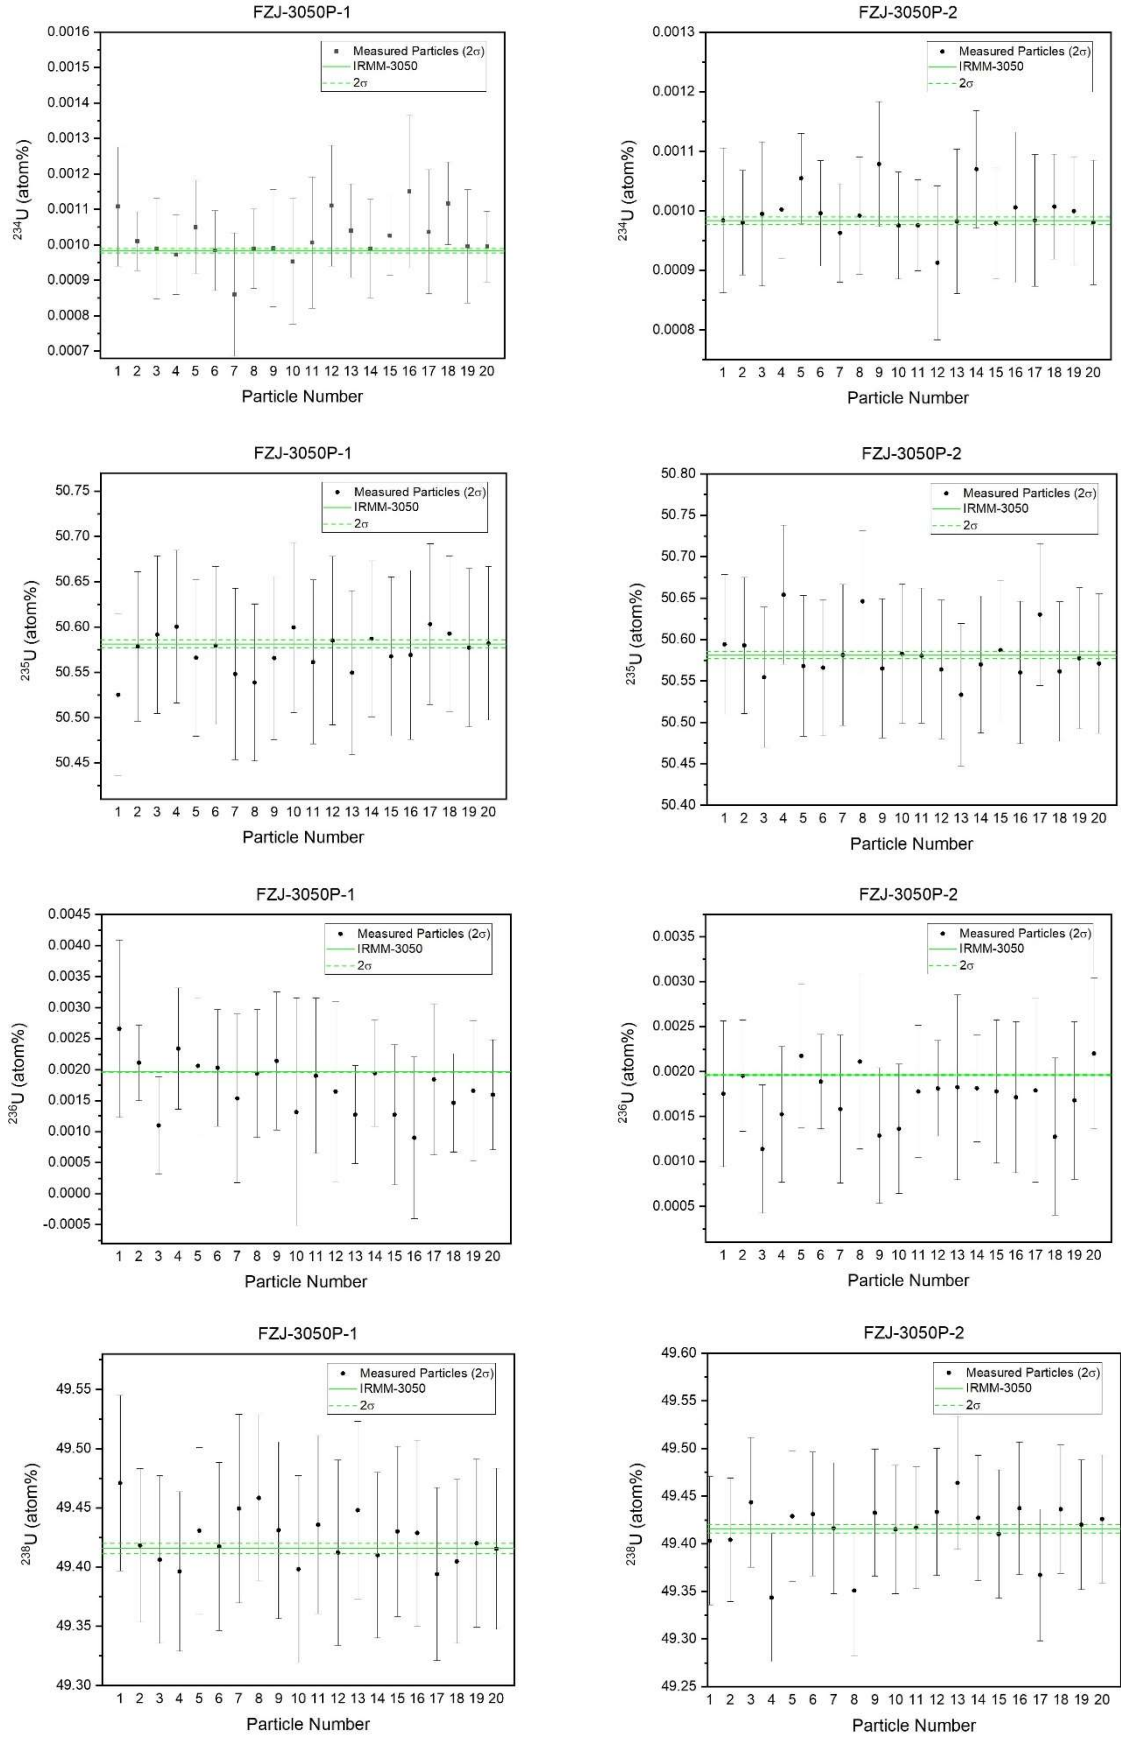 FZJ-3050P-1
0.0016
0.0015
0.0014
0.0013
0.0012
0.0011
0.0010
0.0009
0.0008
0.0007
²³⁴U (atom%)
Measured Particles (2σ)
IRMM-3050
2σ
1 2 3 4 5 6 7 8 9 10 11 12 13 14 15 16 17 18 19 20
Particle Number
FZJ-3050P-2
0.0013
0.0012
0.0011
0.0010
0.0009
0.0008
²³⁴U (atom%)
Measured Particles (2σ)
IRMM-3050
2σ
1 2 3 4 5 6 7 8 9 10 11 12 13 14 15 16 17 18 19 20
Particle Number
FZJ-3050P-1
50.75
50.70
50.65
50.60
50.55
50.50
50.45
²³⁵U (atom%)
Measured Particles (2σ)
IRMM-3050
2σ
1 2 3 4 5 6 7 8 9 10 11 12 13 14 15 16 17 18 19 20
Particle Number
FZJ-3050P-2
50.80
50.75
50.70
50.65
50.60
50.55
50.50
50.45
50.40
²³⁵U (atom%)
Measured Particles (2σ)
IRMM-3050
2σ
1 2 3 4 5 6 7 8 9 10 11 12 13 14 15 16 17 18 19 20
Particle Number
FZJ-3050P-1
0.0045
0.0040
0.0035
0.0030
0.0025
0.0020
0.0015
0.0010
0.0005
0.0000
-0.0005
²³⁶U (atom%)
Measured Particles (2σ)
IRMM-3050
2σ
1 2 3 4 5 6 7 8 9 10 11 12 13 14 15 16 17 18 19 20
Particle Number
FZJ-3050P-2
0.0035
0.0030
0.0025
0.0020
0.0015
0.0010
0.0005
²³⁶U (atom%)
Measured Particles (2σ)
IRMM-3050
2σ
1 2 3 4 5 6 7 8 9 10 11 12 13 14 15 16 17 18 19 20
Particle Number
FZJ-3050P-1
49.55
49.50
49.45
49.40
49.35
49.30
²³⁸U (atom%)
Measured Particles (2σ)
IRMM-3050
2σ
1 2 3 4 5 6 7 8 9 10 11 12 13 14 15 16 17 18 19 20
Particle Number
FZJ-3050P-2
49.60
49.55
49.50
49.45
49.40
49.35
49.30
49.25
²³⁸U (atom%)
Measured Particles (2σ)
IRMM-3050
2σ
1 2 3 4 5 6 7 8 9 10 11 12 13 14 15 16 17 18 19 20
Particle Number